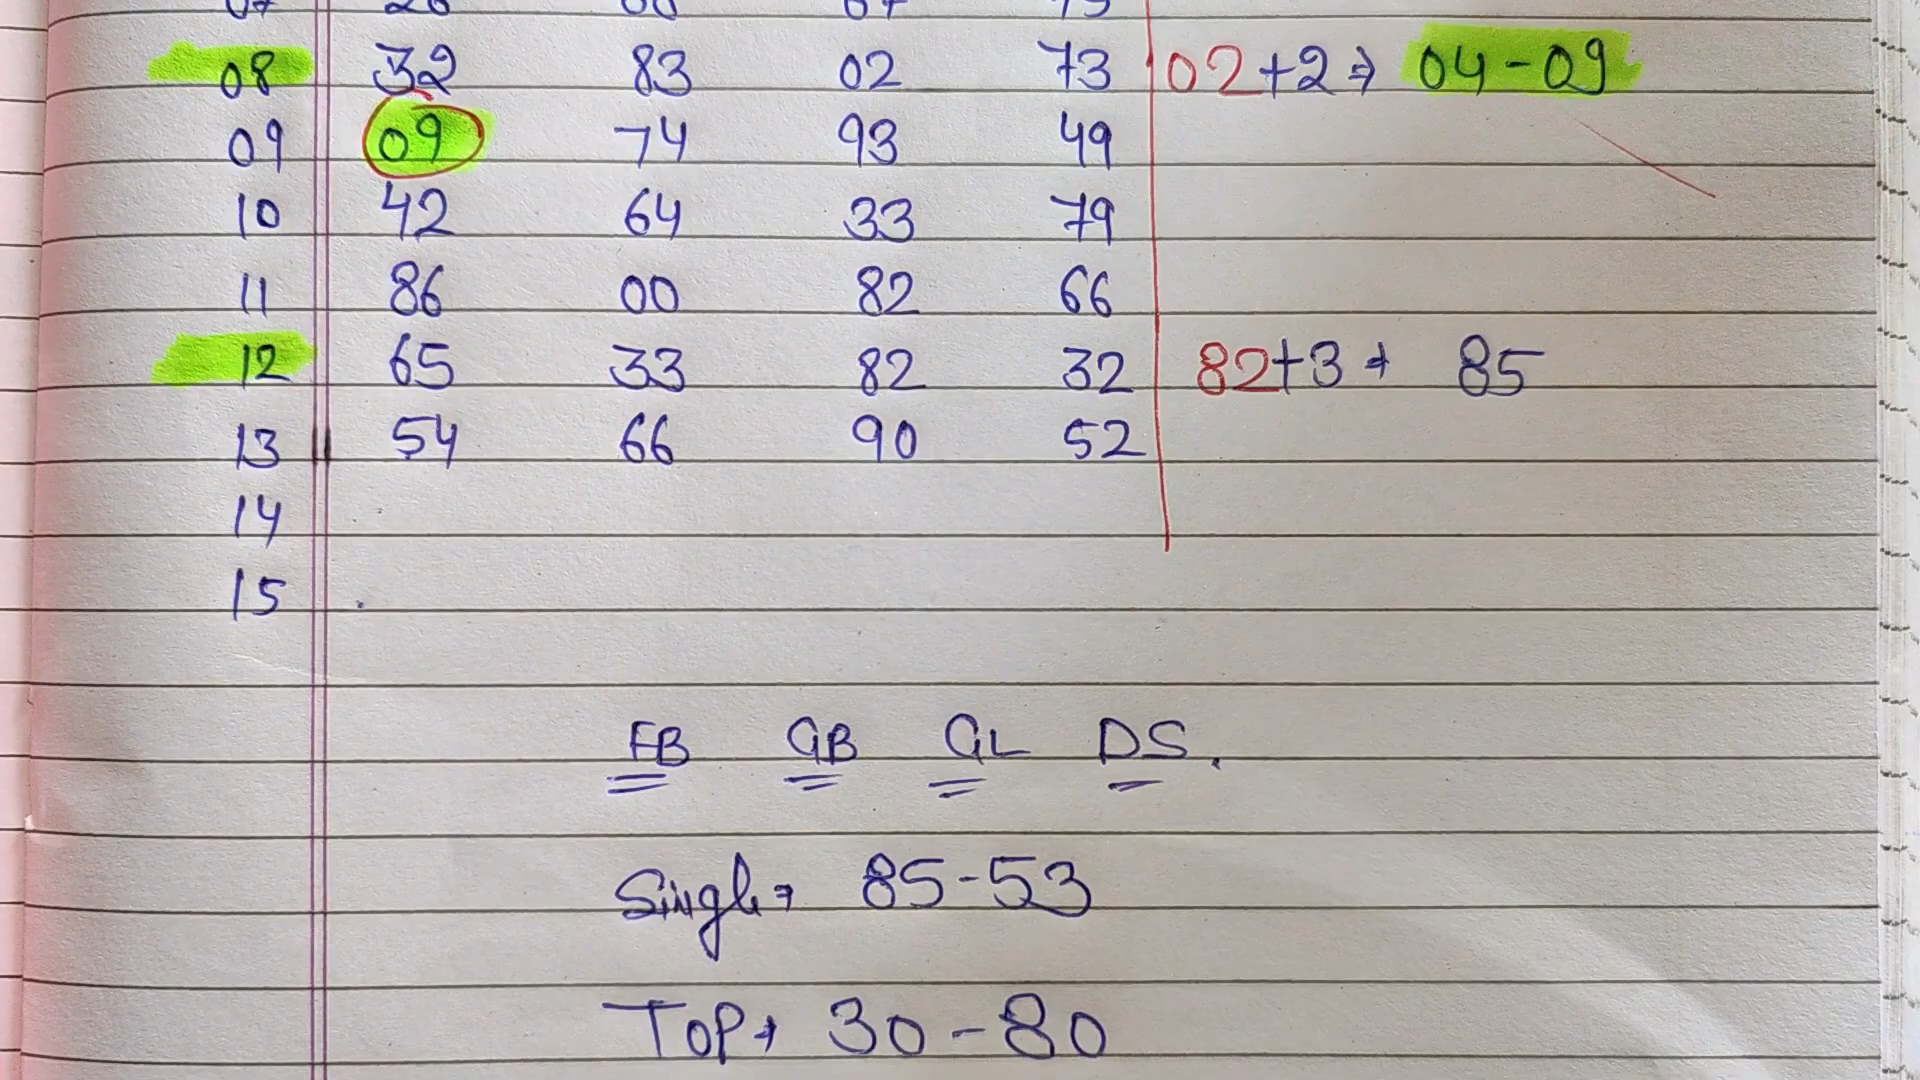 08 32 83 02 73 02+2⇒ 04-09
09 09 74 93 49
10 42 64 33 79
11 86 00 82 66
12 65 33 82 32 82+3→ 85
13 54 66 90 52
14
15
FB GB GL DS.
Single→ 85-53
TOP→ 30-80